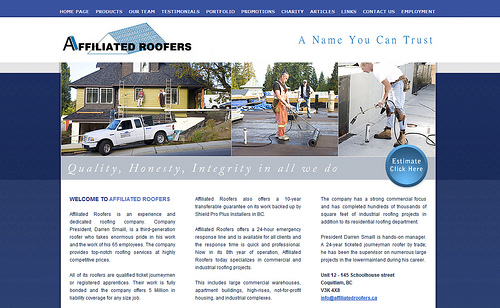 HOME PAGE PRODUCTS OUR TEAM TESTIMONIALS PORTFOLIO PROMOTIONS CHARITY ARTICLES LINKS CONTACT US EMPLOYMENT
AFFILIATED ROOFERS
A Name You Can Trust
Quality, Honesty, Integrity in all we do
Estimate
Click Here
WELCOME TO AFFILIATED ROOFERS
Affiliated Roofers is an experience and
dedicated roofing company. Company
President, Darren Smaill, is a third-generation
roofer who takes enormous pride in his work
and the work of his 65 employees. The company
provides top-notch roofing services at highly
competitive prices.
All of its roofers are qualified ticket journeymen
or registered apprentices. Their work is fully
bonded and the company offers 5 Million in
liability coverage for any size job.
Affiliated Roofers also offers a 10-year
transferable guarantee on its work backed up by
Shield Pro Plus Installers in BC.
Affiliated Roofers offers a 24-hour emergency
response line and is available for all clients and
the response time is quick and professional.
Now in its 8th year of operation, Affiliated
Roofers today specializes in commercial and
industrial roofing projects.
This includes large commercial warehouses,
apartment buildings, high-rises, not-for-profit
housing, and industrial complexes.
The company has a strong commercial focus
and has completed hundreds of thousands of
square feet of industrial roofing projects in
addition to its residential roofing department.
President Darren Smaill is hands-on manager.
A 24-year ticketed journeyman roofer by trade;
he has been the supervisor on numerous large
projects in the lowermainland during his career.
Unit 12 - 145 Schoolhouse street
Coquitlam, BC
V3K 4X8
info@affiliatedroofers.ca